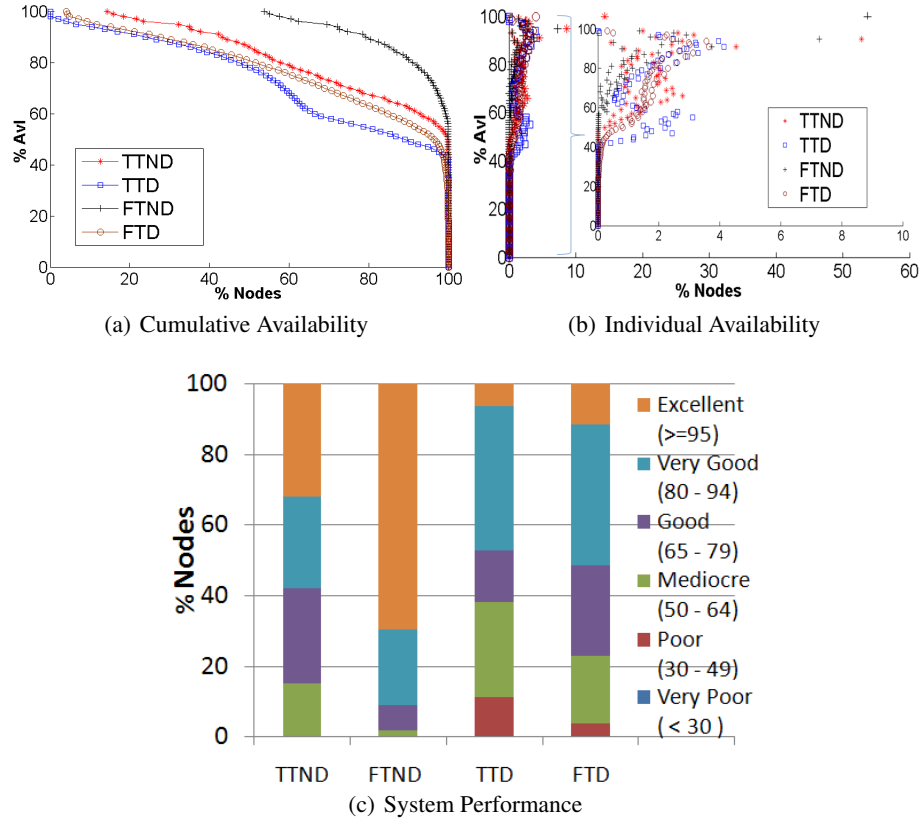 100
80
60
40
20
0
% Avl
TTND
TTD
FTND
FTD
0 20 40 60 80 100
% Nodes
(a) Cumulative Availability
100
80
60
40
20
0
% Avl
100
80
60
40
20
0
TTND
TTD
FTND
FTD
0 2 4 6 8 10
0 10 20 30 40 50 60
% Nodes
(b) Individual Availability
100
80
60
40
20
0
% Nodes
Excellent
(>=95)
Very Good
(80 - 94)
Good
(65 - 79)
Mediocre
(50 - 64)
Poor
(30 - 49)
Very Poor
( < 30 )
TTND FTND TTD FTD
(c) System Performance